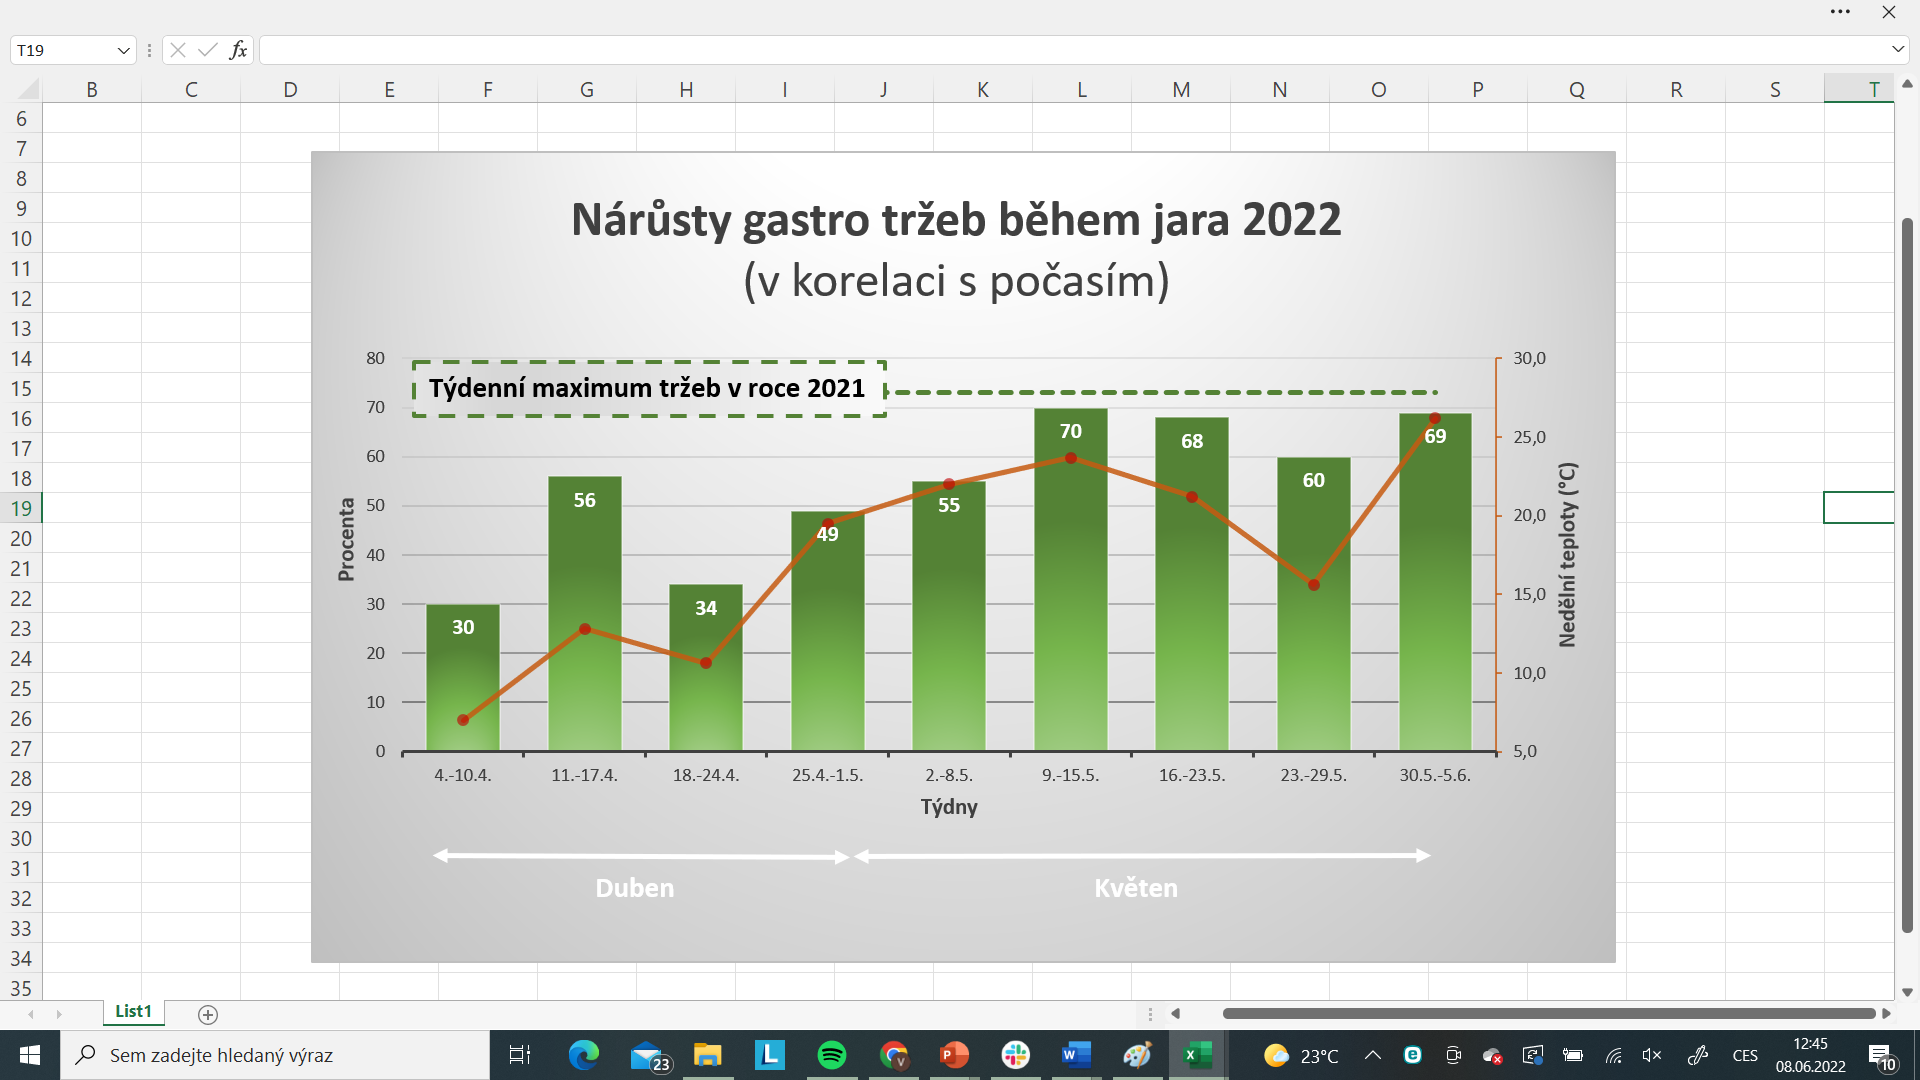 T19
fx
B C D E F G H I J K L M N O P Q R S T
6
7
8
9
10
11
12
13
14
15
16
17
18
19
20
21
22
23
24
25
26
27
28
29
30
31
32
33
34
35
Nárůsty gastro tržeb během jara 2022
(v korelaci s počasím)
Týdenní maximum tržeb v roce 2021
Procenta
80
70
60
50
40
30
20
10
0
30 56 34 49 55 70 68 60 69
30,0
25,0
20,0
15,0
10,0
5,0
Nedělní teploty (°C)
4.-10.4. 11.-17.4. 18.-24.4. 25.4.-1.5. 2.-8.5. 9.-15.5. 16.-23.5. 23.-29.5. 30.5.-5.6.
Týdny
Duben Květen
List1
Sem zadejte hledaný výraz
23
L
V
P
W
X
23°C
e
CES
12:45
08.06.2022
10